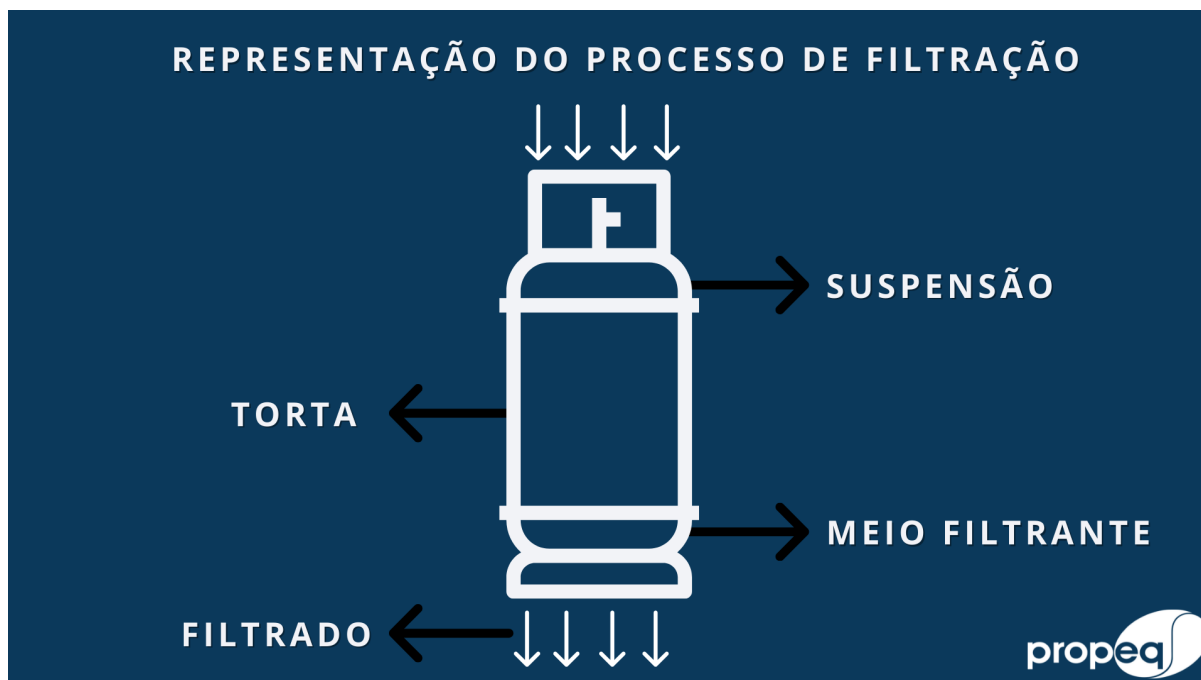 REPRESENTAÇÃO DO PROCESSO DE FILTRAÇÃO
SUSPENSÃO
TORTA
MEIO FILTRANTE
FILTRADO
propeq